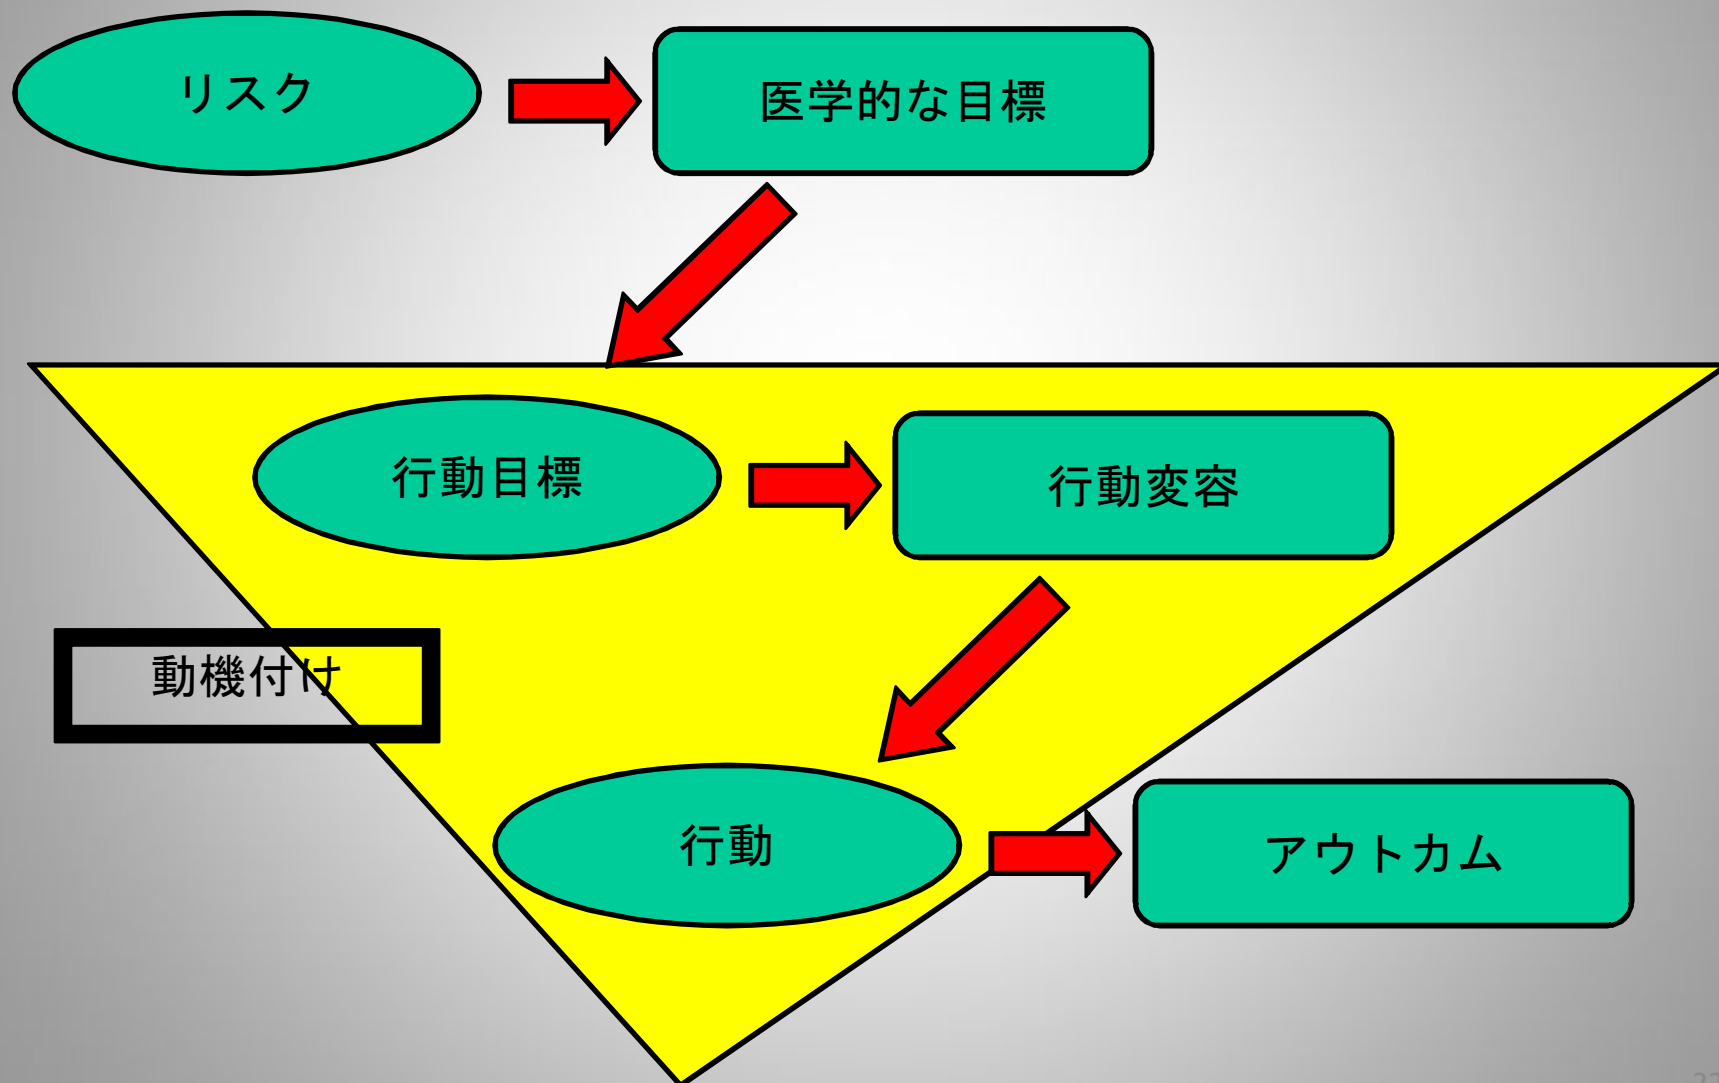 リスク
医学的な目標
行動目標
行動変容
動機付け
行動
アウトカム